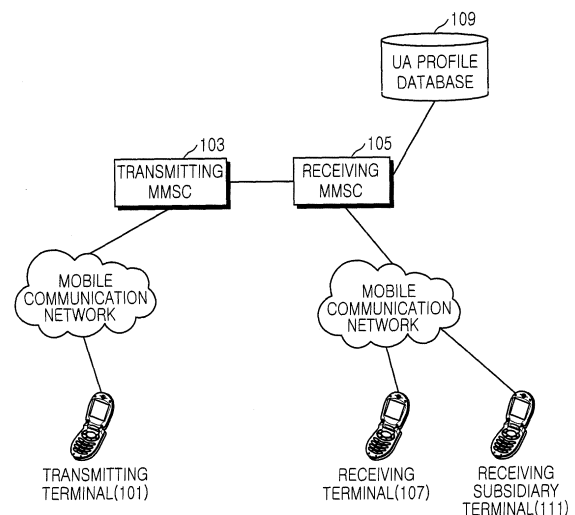 109
UA PROFILE
DATABASE
103
TRANSMITTING
MMSC
105
RECEIVING
MMSC
MOBILE
COMMUNICATION
NETWORK
MOBILE
COMMUNICATION
NETWORK
TRANSMITTING
TERMINAL(101)
RECEIVING
TERMINAL(107)
RECEIVING
SUBSIDIARY
TERMINAL(111)